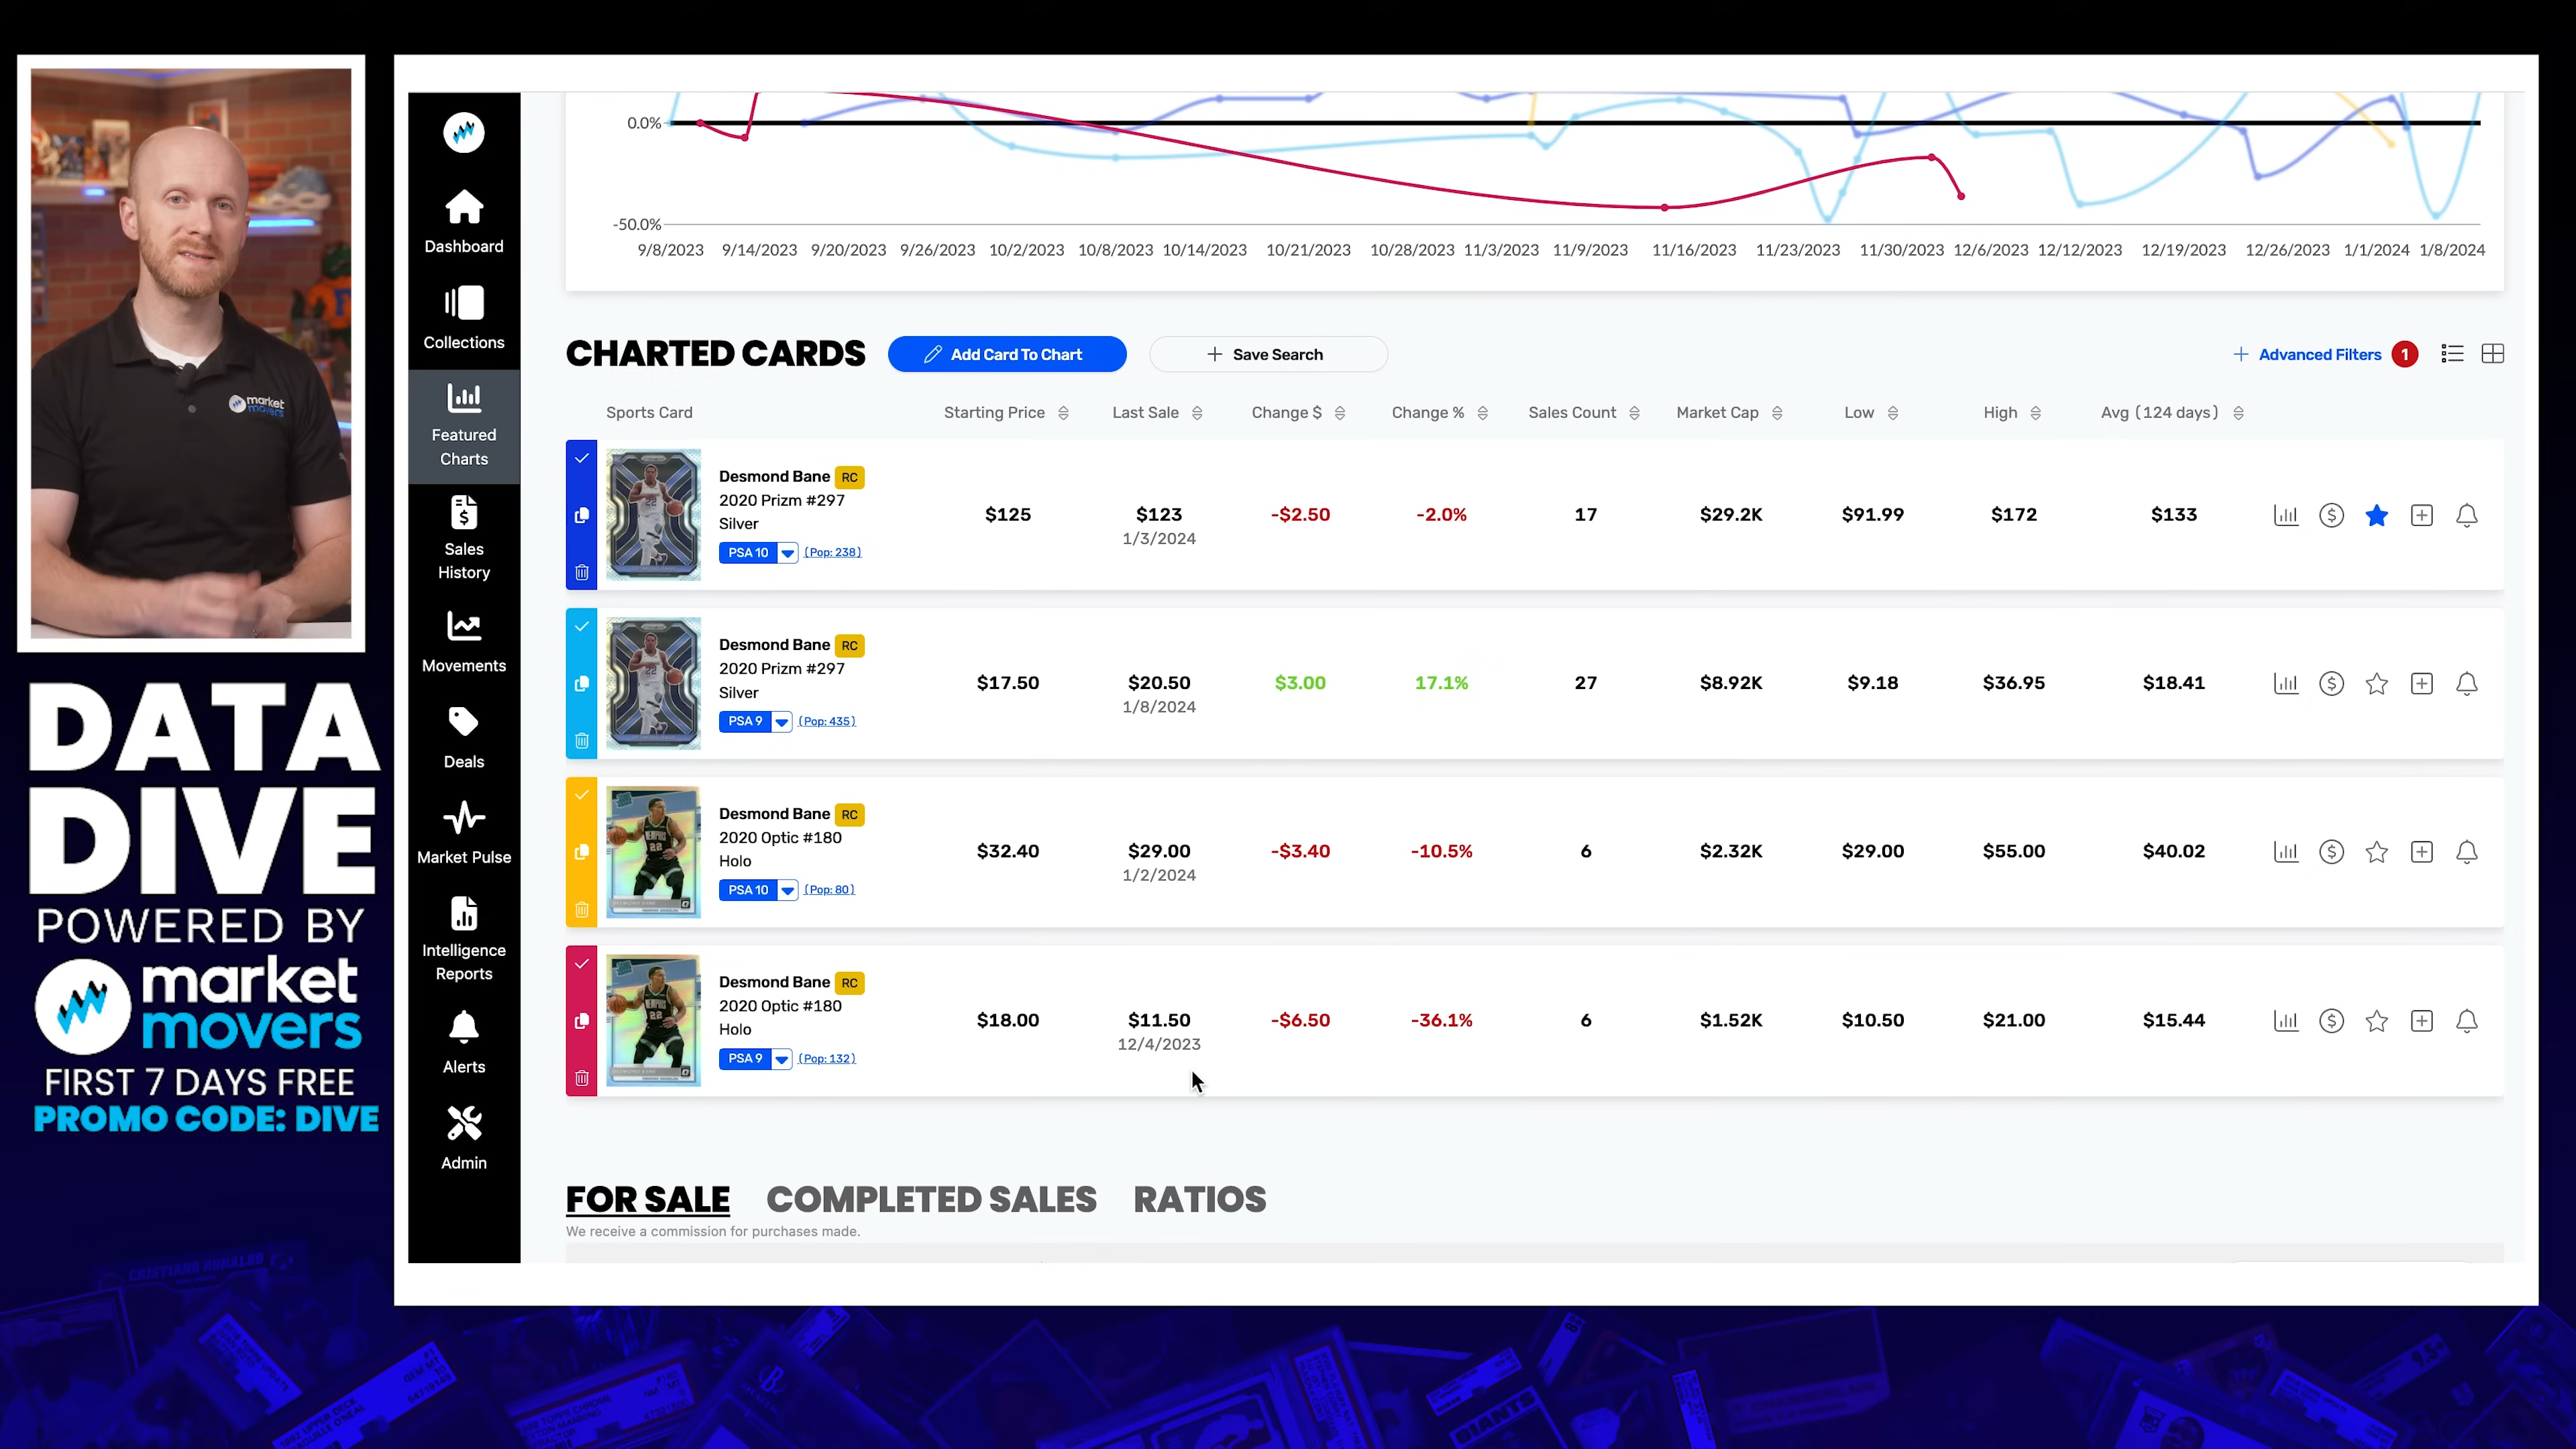 market
movers
DATA
DIVE
POWERED BY
market
movers
FIRST 7 DAYS FREE
PROMO CODE: DIVE
Dashboard
Collections
Featured
Charts
Sales
History
Movements
Deals
Market Pulse
Intelligence
Reports
Alerts
Admin
0.0%
-50.0%
9/8/2023 9/14/2023 9/20/2023 9/26/2023 10/2/2023 10/8/2023 10/14/2023 10/21/2023 10/28/2023 11/3/2023 11/9/2023 11/16/2023 11/23/2023 11/30/2023 12/6/2023 12/12/2023 12/19/2023 12/26/2023 1/1/2024 1/8/2024
CHARTED CARDS Add Card To Chart + Save Search + Advanced Filters 1
Sports Card Starting Price Last Sale Change $ Change % Sales Count Market Cap Low High Avg (124 days)
Desmond Bane RC
2020 Prizm #297
Silver
PSA 10 (Pop: 238)
$125 $123 -$2.50 -2.0% 17 $29.2K $91.99 $172 $133
1/3/2024
Desmond Bane RC
2020 Prizm #297
Silver
PSA 9 (Pop: 435)
$17.50 $20.50 $3.00 17.1% 27 $8.92K $9.18 $36.95 $18.41
1/8/2024
Desmond Bane RC
2020 Optic #180
Holo
PSA 10 (Pop: 80)
$32.40 $29.00 -$3.40 -10.5% 6 $2.32K $29.00 $55.00 $40.02
1/2/2024
Desmond Bane RC
2020 Optic #180
Holo
PSA 9 (Pop: 132)
$18.00 $11.50 -$6.50 -36.1% 6 $1.52K $10.50 $21.00 $15.44
12/4/2023
FOR SALE COMPLETED SALES RATIOS
We receive a commission for purchases made.
CRISTIANO RONALDO
GIANTS